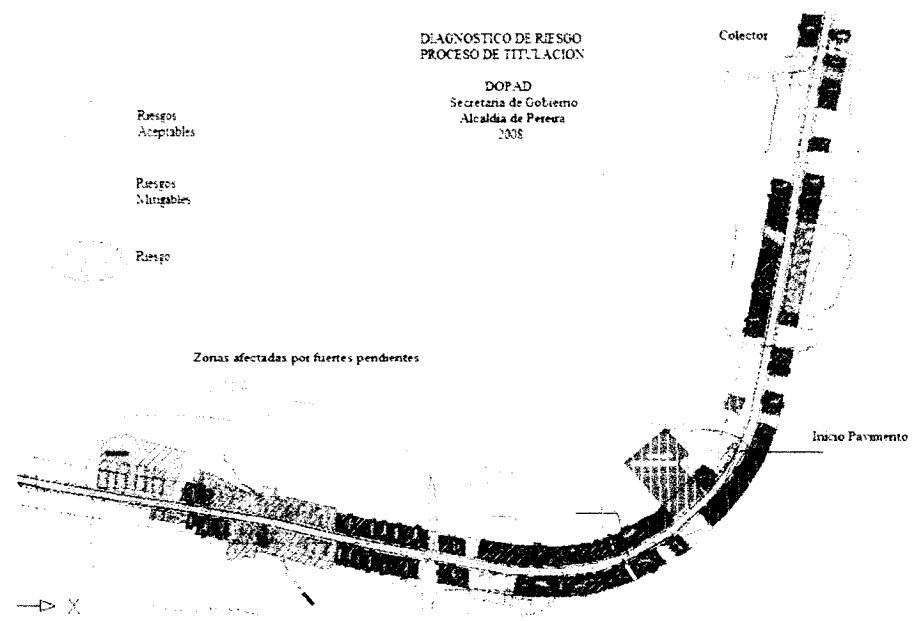 DIAGNOSTICO DE RIESGO
PROCESO DE TITULACION
DOPAD
Secretaria de Gobierno
Alcaldía de Pereira
2008
Colector
Riesgos
Aceptables
Riesgos
Mitigables
Riesgo
Zonas afectadas por fuertes pendientes
Inicio Pavimento
X